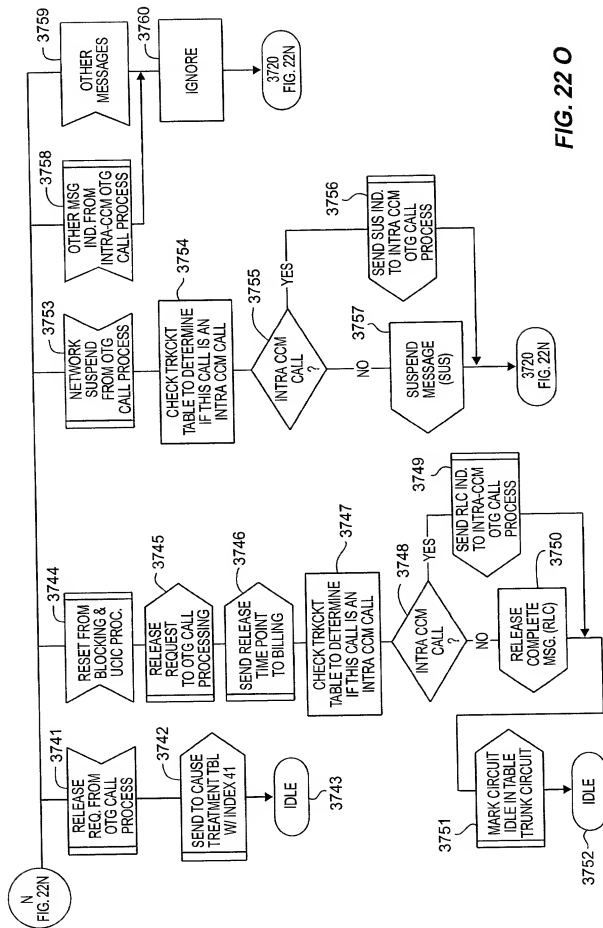 N
FIG. 22N
3741
RELEASE
REQ. FROM
OTG CALL
PROCESS
3742
SEND TO CAUSE
TREATMENT TBL
W/ INDEX 41
IDLE
3743
3744
RESET FROM
BLOCKING &
UCIC PROC.
3745
RELEASE
REQUEST
TO OTG CALL
PROCESSING
3746
SEND RELEASE
TIME POINT
TO BILLING
3747
CHECK TRKCKT
TABLE TO DETERMINE
IF THIS CALL IS AN
INTRA CCM CALL
3748
INTRA CCM
CALL
?
YES
NO
3749
SEND RLC IND.
TO INTRA-CCM
OTG CALL
PROCESS
3750
RELEASE
COMPLETE
MSG. (RLC)
3751
MARK CIRCUIT
IDLE IN TABLE
TRUNK CIRCUIT
IDLE
3752
3753
NETWORK
SUSPEND
FROM OTG
CALL PROCESS
3754
CHECK TRKCKT
TABLE TO DETERMINE
IF THIS CALL IS AN
INTRA CCM CALL
3755
INTRA CCM
CALL
?
YES
NO
3756
SEND SUS IND.
TO INTRA CCM
OTG CALL
PROCESS
3757
SUSPEND
MESSAGE
(SUS)
3720
FIG. 22N
3758
OTHER MSG
IND. FROM
INTRA-CCM OTG
CALL PROCESS
3759
OTHER
MESSAGES
3760
IGNORE
3720
FIG. 22N
FIG. 22 O